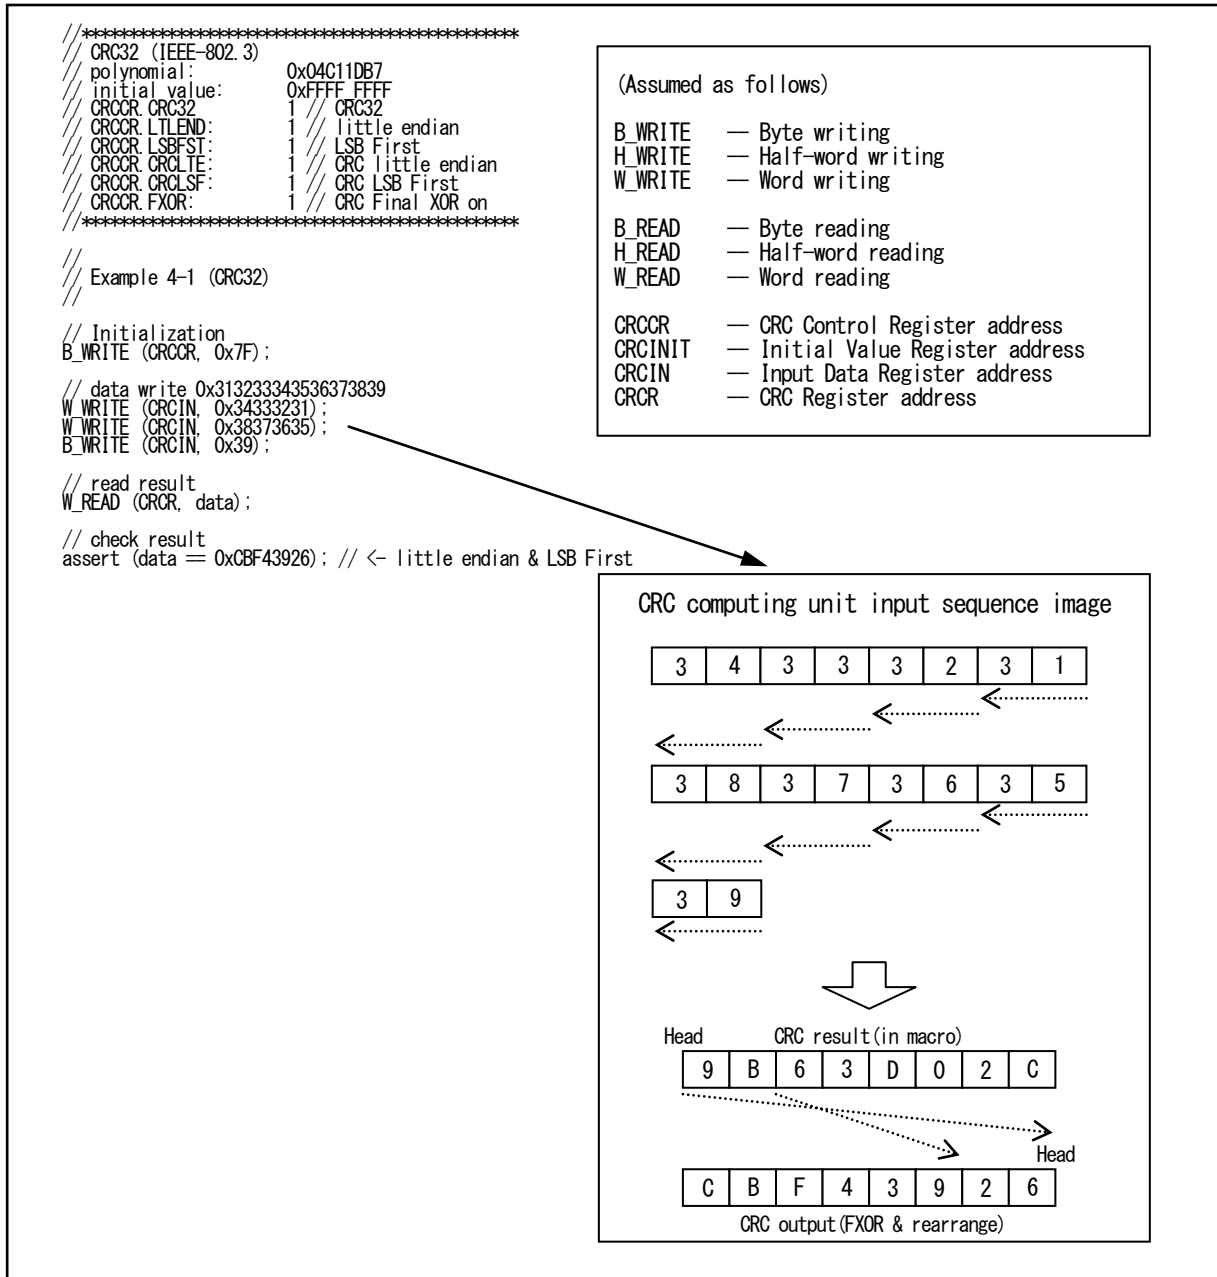 //************************************************
// CRC32 (IEEE-802.3)
// polynomial: 0x04C11DB7
// initial value: 0xFFFF_FFFF
// CRCCR.CRC32 1 // CRC32
// CRCCR.LTLEND: 1 // little endian
// CRCCR.LSBFST: 1 // LSB First
// CRCCR.CRCLTE: 1 // CRC little endian
// CRCCR.CRCLSF: 1 // CRC LSB First
// CRCCR.FXOR: 1 // CRC Final XOR on
//************************************************
//
// Example 4-1 (CRC32)
//
// Initialization
B_WRITE (CRCCR, 0x7F);
// data write 0x313233343536373839
W_WRITE (CRCIN, 0x34333231);
W_WRITE (CRCIN, 0x38373635);
B_WRITE (CRCIN, 0x39);
// read result
W_READ (CRCR, data);
// check result
assert (data == 0xCBF43926); // <- little endian & LSB First
(Assumed as follows)
B_WRITE — Byte writing
H_WRITE — Half-word writing
W_WRITE — Word writing
B_READ — Byte reading
H_READ — Half-word reading
W_READ — Word reading
CRCCR — CRC Control Register address
CRCINIT — Initial Value Register address
CRCIN — Input Data Register address
CRCR — CRC Register address
CRC computing unit input sequence image
3 4 3 3 3 2 3 1
3 8 3 7 3 6 3 5
3 9
Head CRC result(in macro)
9 B 6 3 D 0 2 C
Head
C B F 4 3 9 2 6
CRC output(FXOR & rearrange)